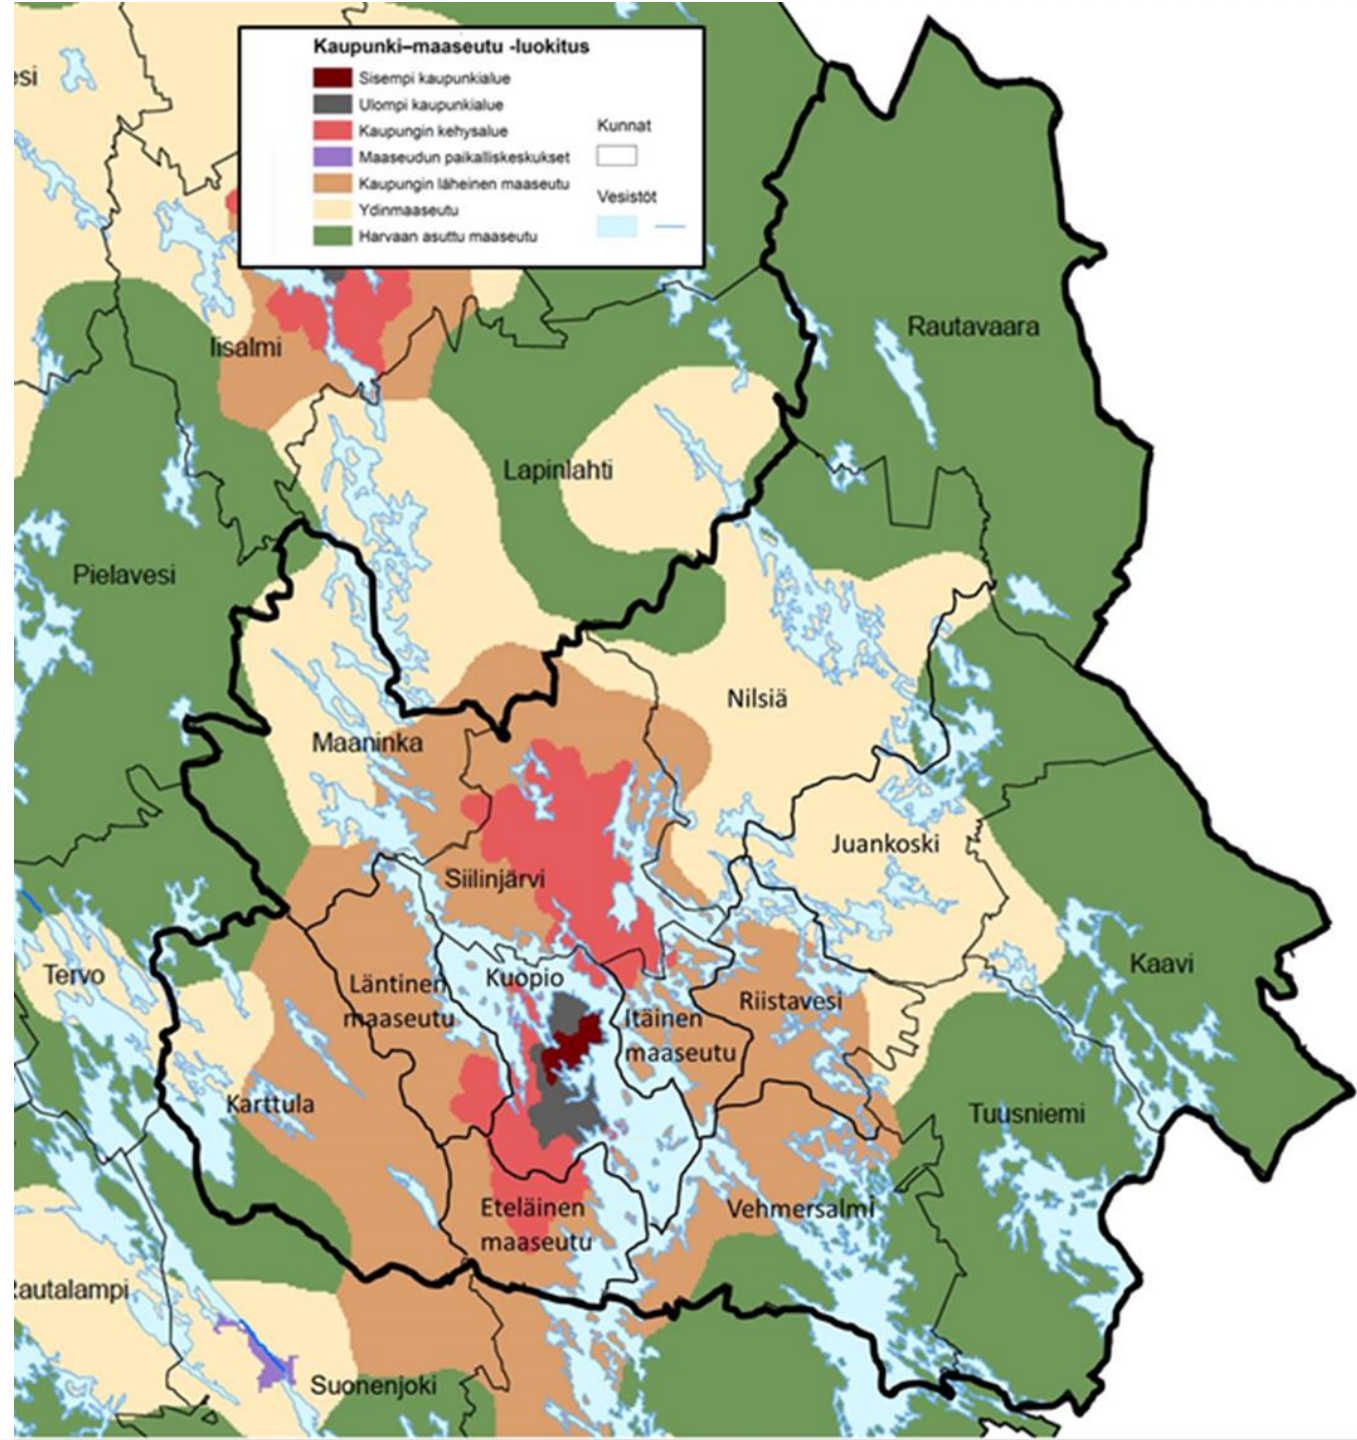 Kaupunki–maaseutu -luokitus
Sisempi kaupunkialue
Ulompi kaupunkialue
Kaupungin kehysalue
Maaseudun paikalliskeskukset
Kaupungin läheinen maaseutu
Ydinmaaseutu
Harvaan asuttu maaseutu
Kunnat
Vesistöt
esi
Iisalmi
Rautavaara
Lapinlahti
Pielavesi
Nilsiä
Maaninka
Juankoski
Siilinjärvi
Kaavi
Tervo
Läntinen
maaseutu
Kuopio
Itäinen
maaseutu
Riistavesi
Karttula
Tuusniemi
Eteläinen
maaseutu
Vehmersalmi
autalampi
Suonenjoki